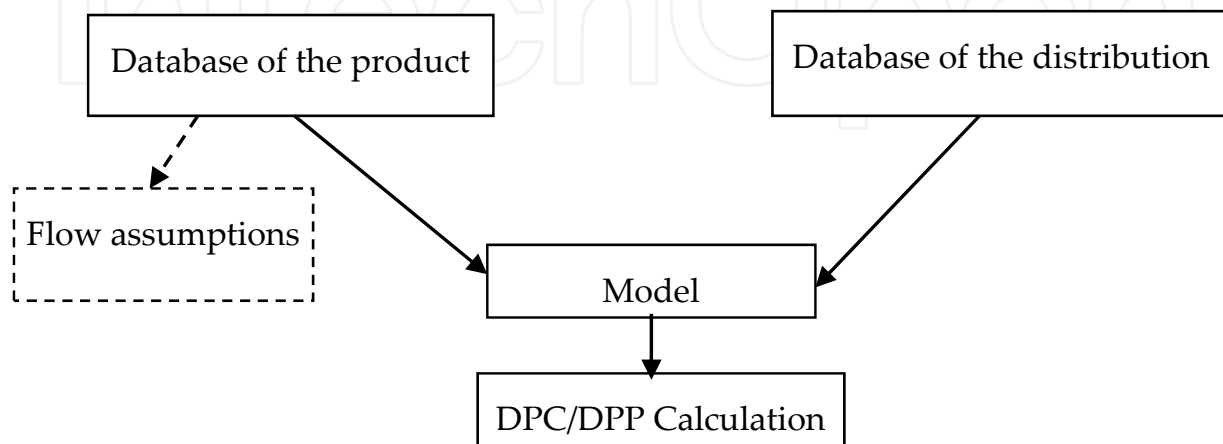 Database of the product
Database of the distribution
Flow assumptions
Model
DPC/DPP Calculation